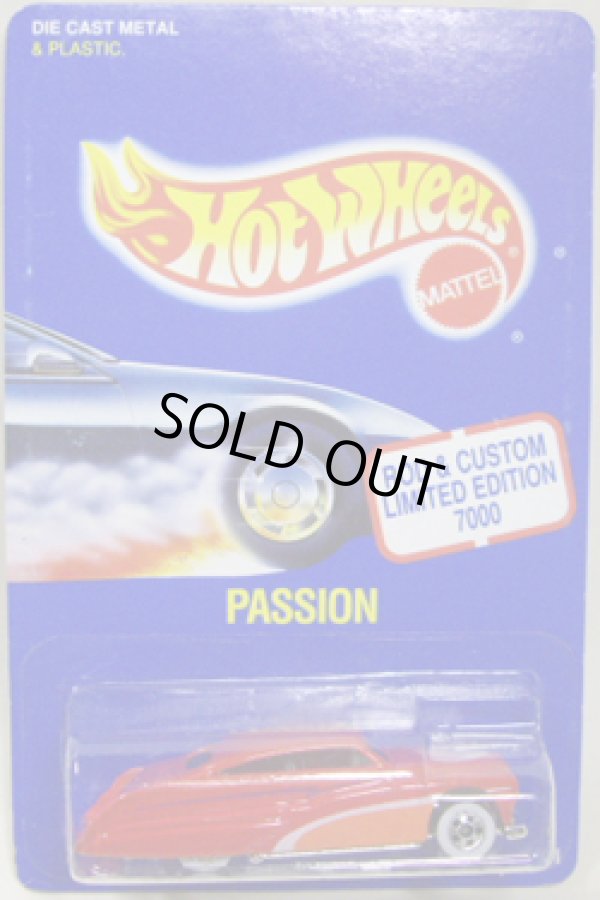 DIE CAST METAL
& PLASTIC.
HOT WHEELS
®
MATTEL
®
®
SOLD OUT
ROD & CUSTOM
LIMITED EDITION
7000
PASSION